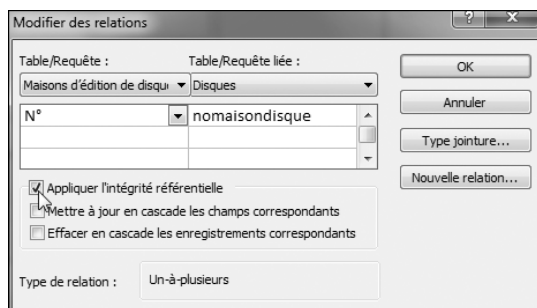 Modifier des relations
? X
Table/Requête : Table/Requête liée :
Maisons d'édition de disqu Disques
N° nomaisondisque
OK
Annuler
Type jointure...
Nouvelle relation...
Appliquer l'intégrité référentielle
Mettre à jour en cascade les champs correspondants
Effacer en cascade les enregistrements correspondants
Type de relation : Un-à-plusieurs